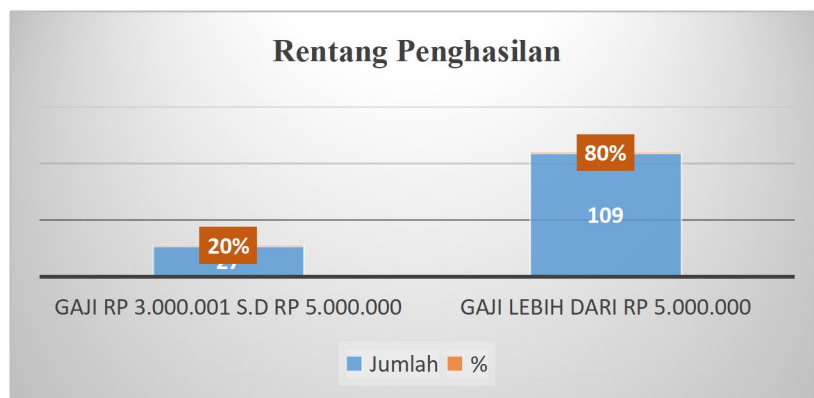 Rentang Penghasilan
20%
27
80%
109
GAJI RP 3.000.001 S.D RP 5.000.000
GAJI LEBIH DARI RP 5.000.000
Jumlah %